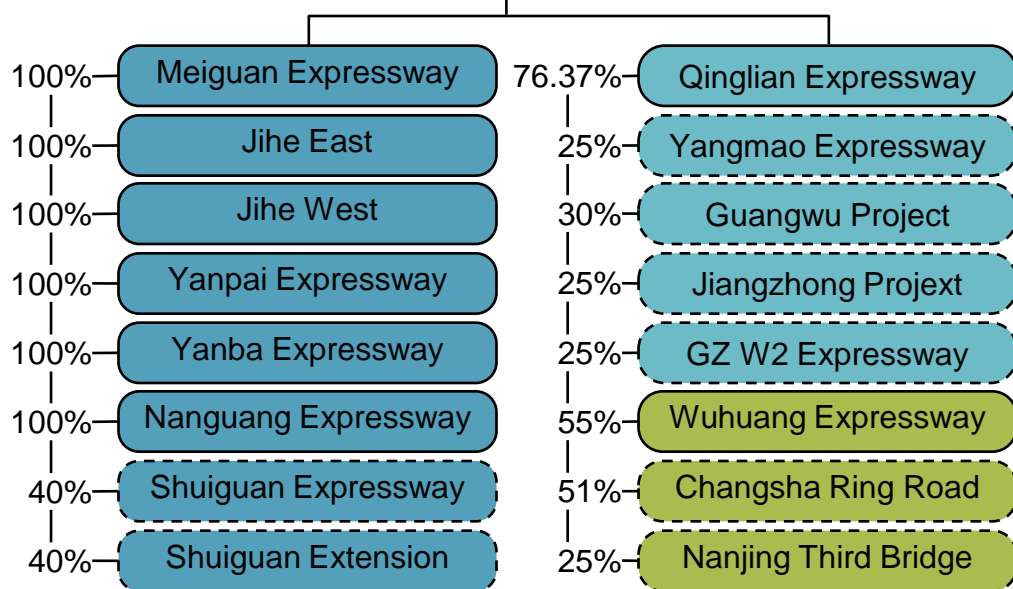 100% Meiguan Expressway
100% Jihe East
100% Jihe West
100% Yanpai Expressway
100% Yanba Expressway
100% Nanguang Expressway
40% Shuiguan Expressway
40% Shuiguan Extension
76.37% Qinglian Expressway
25% Yangmao Expressway
30% Guangwu Project
25% Jiangzhong Projext
25% GZ W2 Expressway
55% Wuhuang Expressway
51% Changsha Ring Road
25% Nanjing Third Bridge